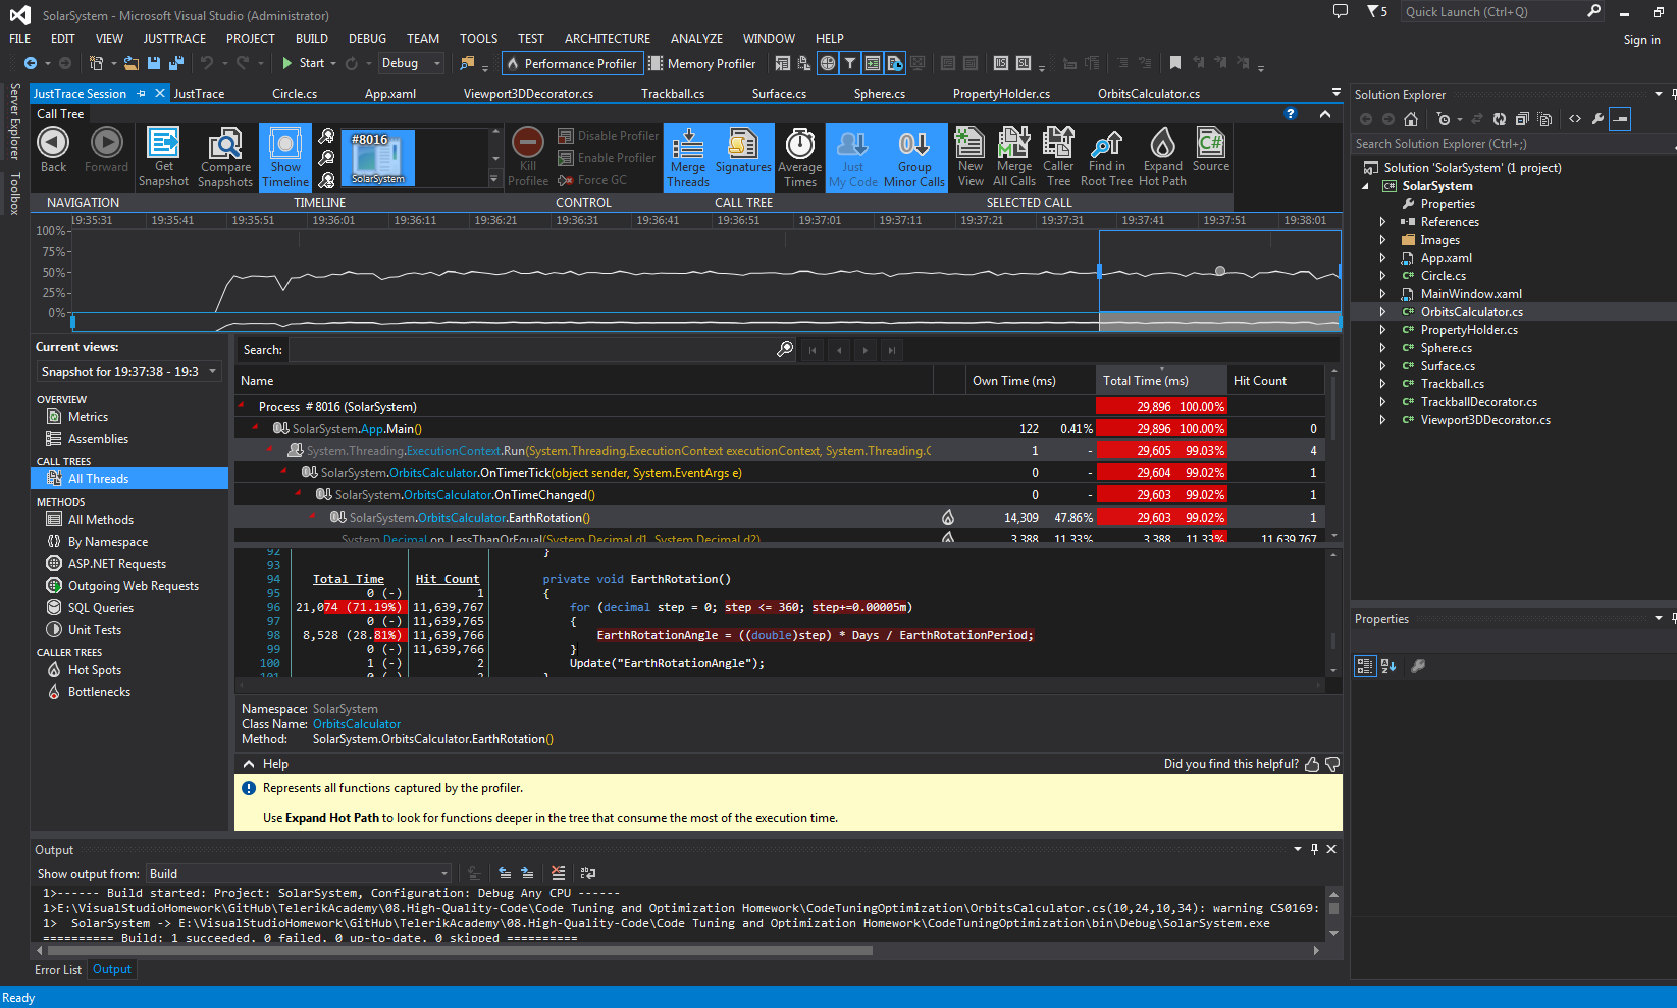 SolarSystem - Microsoft Visual Studio (Administrator)
5
Quick Launch (Ctrl+Q)
FILE EDIT VIEW JUSTTRACE PROJECT BUILD DEBUG TEAM TOOLS TEST ARCHITECTURE ANALYZE WINDOW HELP
Sign in
Start Debug Performance Profiler Memory Profiler
Server Explorer
Toolbox
JustTrace Session JustTrace Circle.cs App.xaml Viewport3DDecorator.cs Trackball.cs Surface.cs Sphere.cs PropertyHolder.cs OrbitsCalculator.cs
Call Tree
Back
Forward
Get Snapshot
Compare Snapshots
Show Timeline
#8016
SolarSystem
Kill Profilee
Disable Profiler
Enable Profiler
Force GC
Merge Threads
Signatures
Average Times
Just My Code
Group Minor Calls
New View
Merge All Calls
Caller Tree
Find in Root Tree
Expand Hot Path
Source
NAVIGATION TIMELINE CONTROL CALL TREE SELECTED CALL
19:35:31 19:35:41 19:35:51 19:36:01 19:36:11 19:36:21 19:36:31 19:36:41 19:36:51 19:37:01 19:37:11 19:37:21 19:37:31 19:37:41 19:37:51 19:38:01
100%
75%
50%
25%
0%
Current views:
Snapshot for 19:37:38 - 19:3
OVERVIEW
Metrics
Assemblies
CALL TREES
All Threads
METHODS
All Methods
By Namespace
ASP.NET Requests
Outgoing Web Requests
SQL Queries
Unit Tests
CALLER TREES
Hot Spots
Bottlenecks
Search:
Name Own Time (ms) Total Time (ms) Hit Count
Process # 8016 (SolarSystem) 29,896 100.00%
SolarSystem.App.Main() 122 0.41% 29,896 100.00% 0
System.Threading.ExecutionContext.Run(System.Threading.ExecutionContext executionContext, System.Threading.C 1 - 29,605 99.03% 4
SolarSystem.OrbitsCalculator.OnTimerTick(object sender, System.EventArgs e) 0 - 29,604 99.02% 1
SolarSystem.OrbitsCalculator.OnTimeChanged() 0 - 29,603 99.02% 1
SolarSystem.OrbitsCalculator.EarthRotation() 14,309 47.86% 29,603 99.02% 1
System.Decimal.op_LessThanOrEqual(System.Decimal d1, System.Decimal d2) 3,388 11.33% 3,388 11.33% 11,639,767
92 }
93
94 Total Time Hit Count private void EarthRotation()
95 0 (-) 1 {
96 21,074 (71.19%) 11,639,767 for (decimal step = 0; step <= 360; step+=0.00005m)
97 0 (-) 11,639,765 {
98 8,528 (28.81%) 11,639,766 EarthRotationAngle = ((double)step) * Days / EarthRotationPeriod;
99 0 (-) 11,639,766 }
100 1 (-) 2 Update("EarthRotationAngle");
101 0 (-) 2 }
Namespace: SolarSystem
Class Name: OrbitsCalculator
Method: SolarSystem.OrbitsCalculator.EarthRotation()
Help Did you find this helpful?
Represents all functions captured by the profiler.
Use Expand Hot Path to look for functions deeper in the tree that consume the most of the execution time.
Output
Show output from: Build
1>------ Build started: Project: SolarSystem, Configuration: Debug Any CPU ------
1>E:\VisualStudioHomework\GitHub\TelerikAcademy\08.High-Quality-Code\Code Tuning and Optimization Homework\CodeTuningOptimization\OrbitsCalculator.cs(10,24,10,34): warning CS0169:
1> SolarSystem -> E:\VisualStudioHomework\GitHub\TelerikAcademy\08.High-Quality-Code\Code Tuning and Optimization Homework\CodeTuningOptimization\bin\Debug\SolarSystem.exe
========== Build: 1 succeeded, 0 failed, 0 up-to-date, 0 skipped ==========
Error List Output
Ready
Solution Explorer
Search Solution Explorer (Ctrl+;)
Solution 'SolarSystem' (1 project)
SolarSystem
Properties
References
Images
App.xaml
Circle.cs
MainWindow.xaml
OrbitsCalculator.cs
PropertyHolder.cs
Sphere.cs
Surface.cs
Trackball.cs
TrackballDecorator.cs
Viewport3DDecorator.cs
Properties